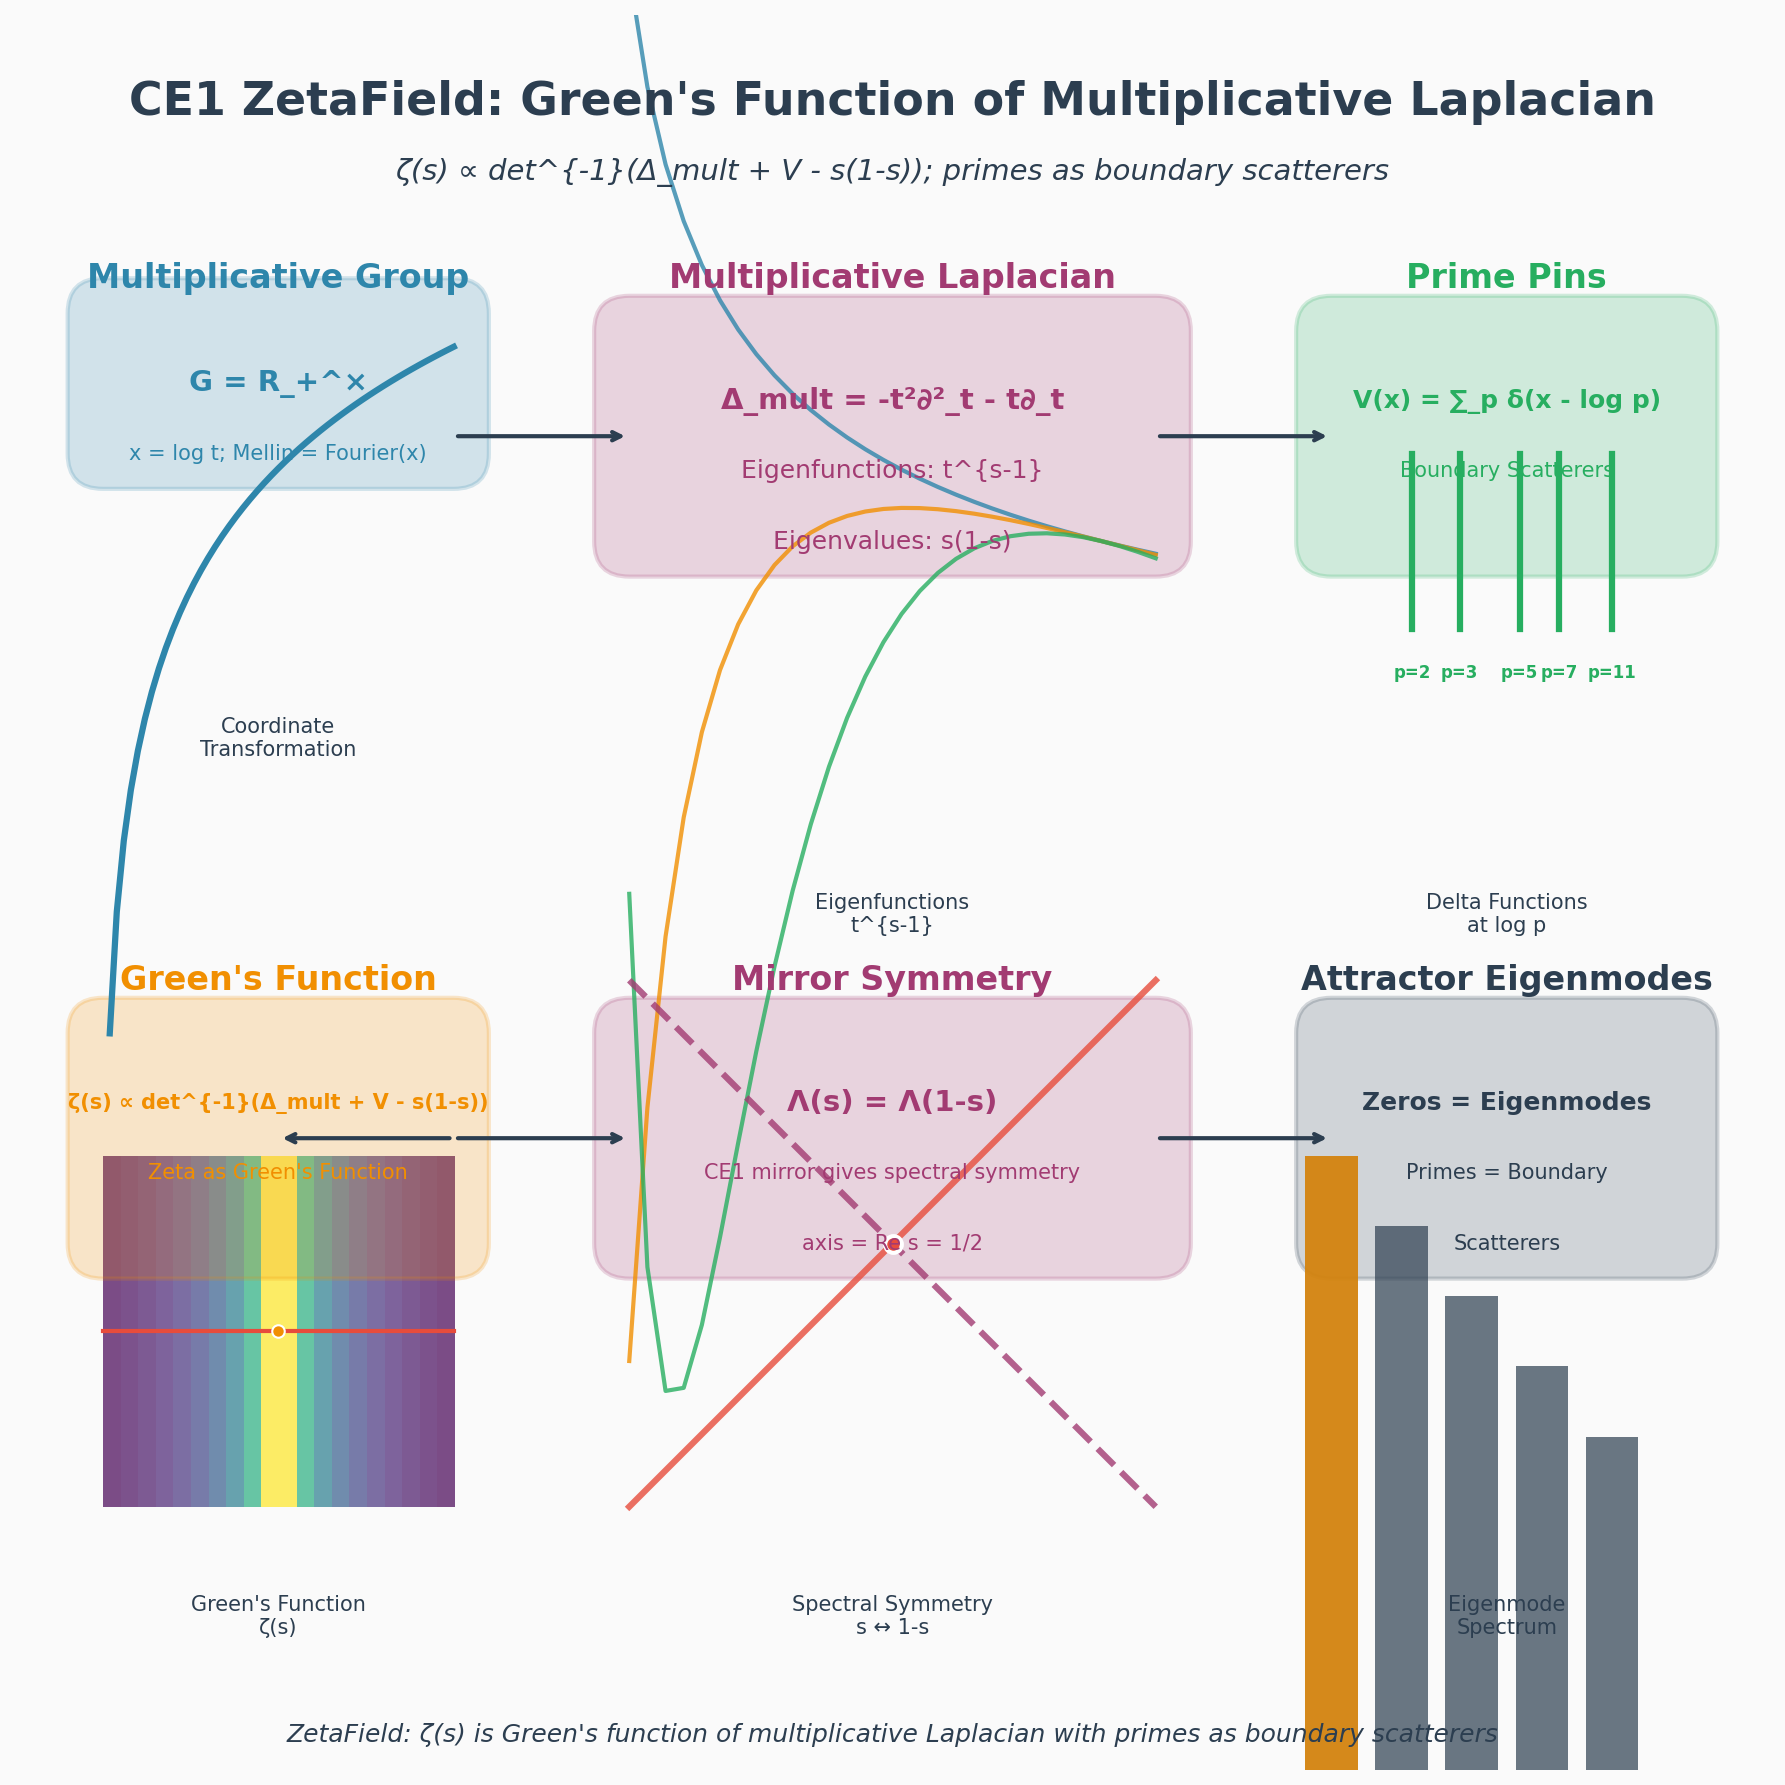 CE1 ZetaField: Green's Function of Multiplicative Laplacian
ζ(s) ∝ det^{-1}(Δ_mult + V - s(1-s)); primes as boundary scatterers
Multiplicative Group
G = R_+^×
x = log t; Mellin = Fourier(x)
Coordinate
Transformation
Multiplicative Laplacian
Δ_mult = -t²∂²_t - t∂_t
Eigenfunctions: t^{s-1}
Eigenvalues: s(1-s)
Eigenfunctions
t^{s-1}
Prime Pins
V(x) = ∑_p δ(x - log p)
Boundary Scatterers
p=2 p=3 p=5 p=7 p=11
Delta Functions
at log p
Green's Function
ζ(s) ∝ det^{-1}(Δ_mult + V - s(1-s))
Zeta as Green's Function
Green's Function
ζ(s)
Mirror Symmetry
Λ(s) = Λ(1-s)
CE1 mirror gives spectral symmetry
axis = Re s = 1/2
Spectral Symmetry
s ↔ 1-s
Attractor Eigenmodes
Zeros = Eigenmodes
Primes = Boundary
Scatterers
Eigenmode
Spectrum
ZetaField: ζ(s) is Green's function of multiplicative Laplacian with primes as boundary scatterers